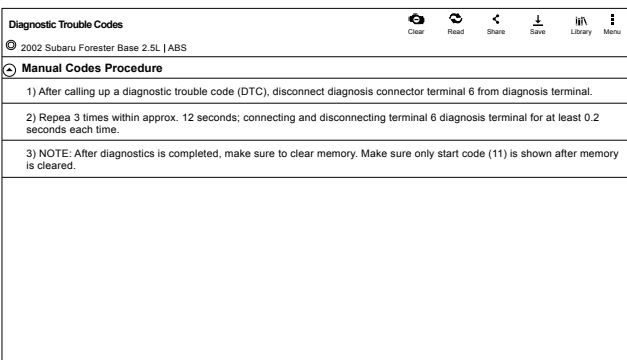 Diagnostic Trouble Codes
Clear Read Share Save Library Menu
2002 Subaru Forester Base 2.5L | ABS
Manual Codes Procedure
1) After calling up a diagnostic trouble code (DTC), disconnect diagnosis connector terminal 6 from diagnosis terminal.
2) Repea 3 times within approx. 12 seconds; connecting and disconnecting terminal 6 diagnosis terminal for at least 0.2
seconds each time.
3) NOTE: After diagnostics is completed, make sure to clear memory. Make sure only start code (11) is shown after memory
is cleared.